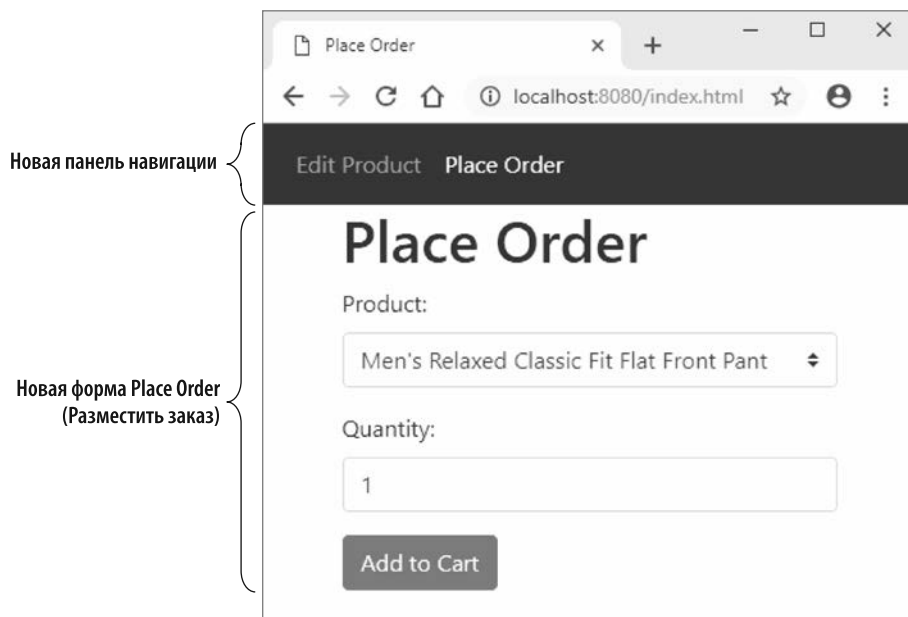 Place Order
localhost:8080/index.html
Новая панель навигации
Edit Product Place Order
Place Order
Product:
Men's Relaxed Classic Fit Flat Front Pant
Новая форма Place Order
(Разместить заказ)
Quantity:
1
Add to Cart